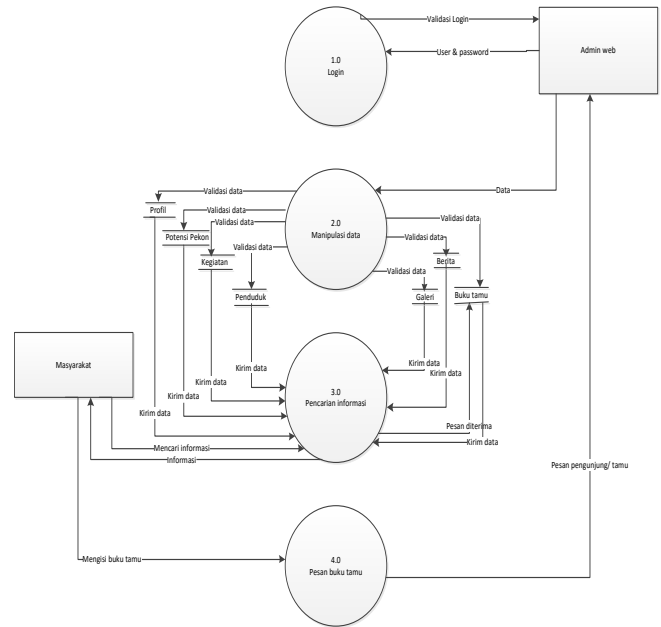 Validasi Login
1.0
Login
User & password
Admin web
Validasi data
Data
Profil
Validasi data
Validasi data
Potensi Pekon
Validasi data
2.0
Manipulasi data
Validasi data
Kegiatan
Validasi data
Berita
Validasi data
Penduduk
Galeri
Buku tamu
Masyarakat
Kirim data
Kirim data
Kirim data
Kirim data
Kirim data
3.0
Pencarian informasi
Kirim data
Pesan diterima
Kirim data
Mencari informasi
Informasi
Pesan pengunjung/ tamu
Mengisi buku tamu
4.0
Pesan buku tamu